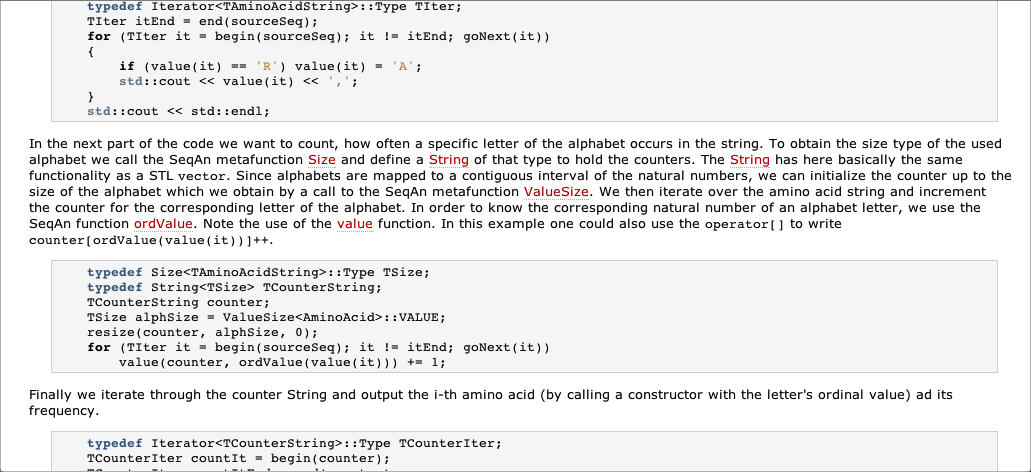 typedef Iterator<TAminoAcidString>::Type TIter;
TIter itEnd = end(sourceSeq);
for (TIter it = begin(sourceSeq); it != itEnd; goNext(it))
{
    if (value(it) == 'R') value(it) = 'A';
    std::cout << value(it) << ',';
}
std::cout << std::endl;
In the next part of the code we want to count, how often a specific letter of the alphabet occurs in the string. To obtain the size type of the used
alphabet we call the SeqAn metafunction Size and define a String of that type to hold the counters. The String has here basically the same
functionality as a STL vector. Since alphabets are mapped to a contiguous interval of the natural numbers, we can initialize the counter up to the
size of the alphabet which we obtain by a call to the SeqAn metafunction ValueSize. We then iterate over the amino acid string and increment
the counter for the corresponding letter of the alphabet. In order to know the corresponding natural number of an alphabet letter, we use the
SeqAn function ordValue. Note the use of the value function. In this example one could also use the operator[] to write
counter[ordValue(value(it))]++.
typedef Size<TAminoAcidString>::Type TSize;
typedef String<TSize> TCounterString;
TCounterString counter;
TSize alphSize = ValueSize<AminoAcid>::VALUE;
resize(counter, alphSize, 0);
for (TIter it = begin(sourceSeq); it != itEnd; goNext(it))
    value(counter, ordValue(value(it))) += 1;
Finally we iterate through the counter String and output the i-th amino acid (by calling a constructor with the letter's ordinal value) ad its
frequency.
typedef Iterator<TCounterString>::Type TCounterIter;
TCounterIter countIt = begin(counter);